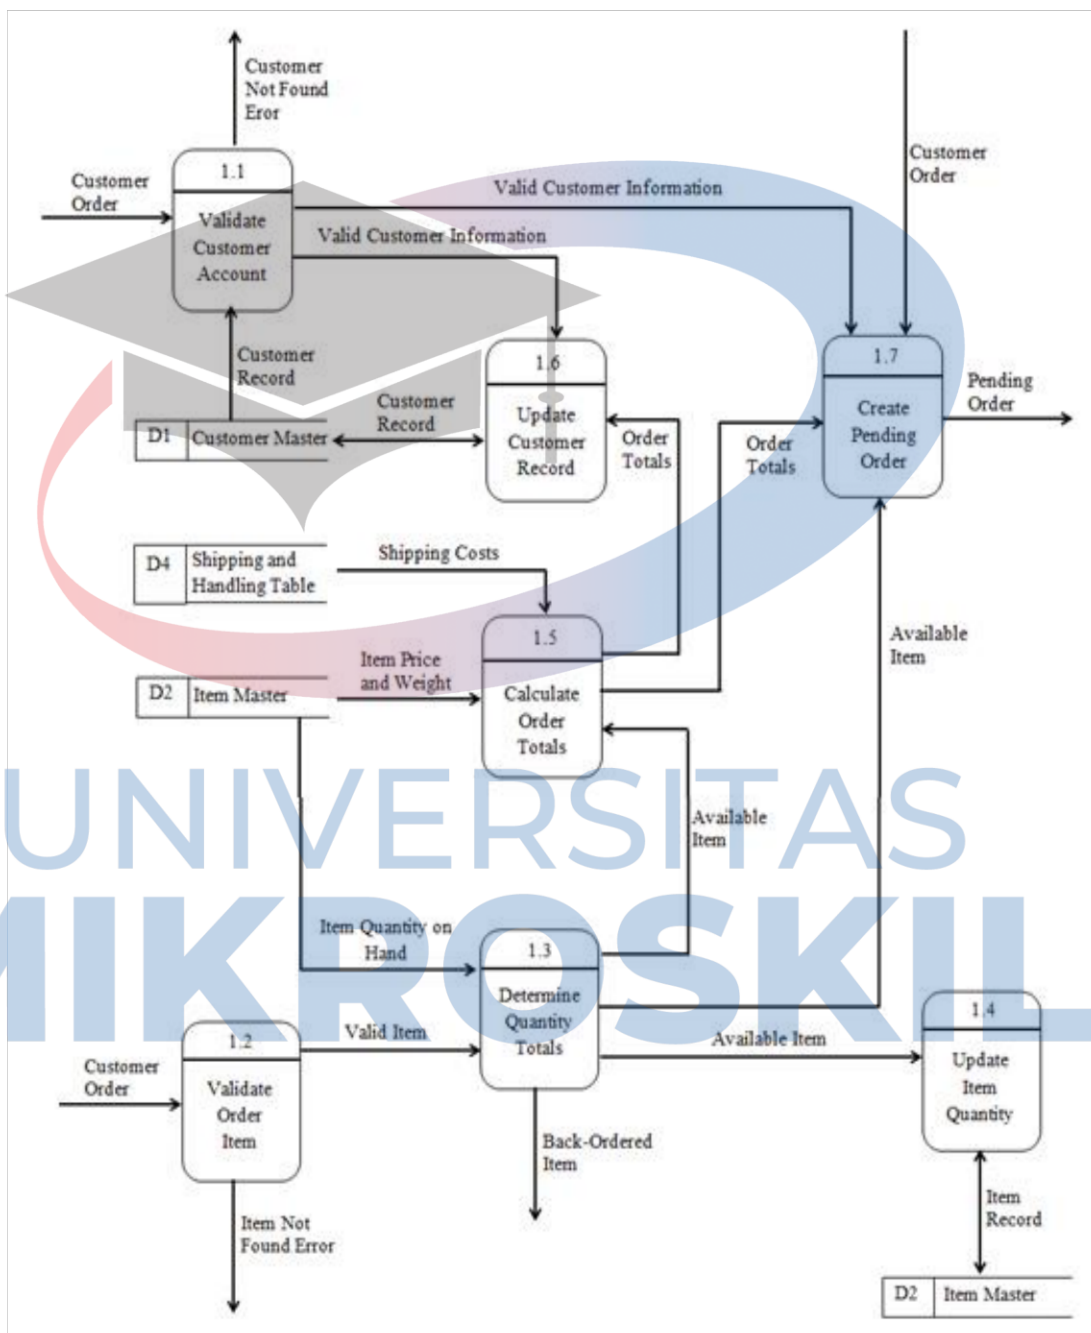 Customer
Not Found
Eror
1.1
Validate
Customer
Account
Customer
Order
Valid Customer Information
Valid Customer Information
Customer
Order
Customer
Record
D1 Customer Master
Customer
Record
1.6
Update
Customer
Record
Order
Totals
Order
Totals
1.7
Create
Pending
Order
Pending
Order
D4 Shipping and
Handling Table
Shipping Costs
1.5
Calculate
Order
Totals
D2 Item Master
Item Price
and Weight
Available
Item
Available
Item
UNIVERSITAS
MIKROSKIL
Item Quantity on
Hand
1.3
Determine
Quantity
Totals
1.2
Validate
Order
Item
Customer
Order
Valid Item
Available Item
1.4
Update
Item
Quantity
Back-Ordered
Item
Item Not
Found Error
Item
Record
D2 Item Master